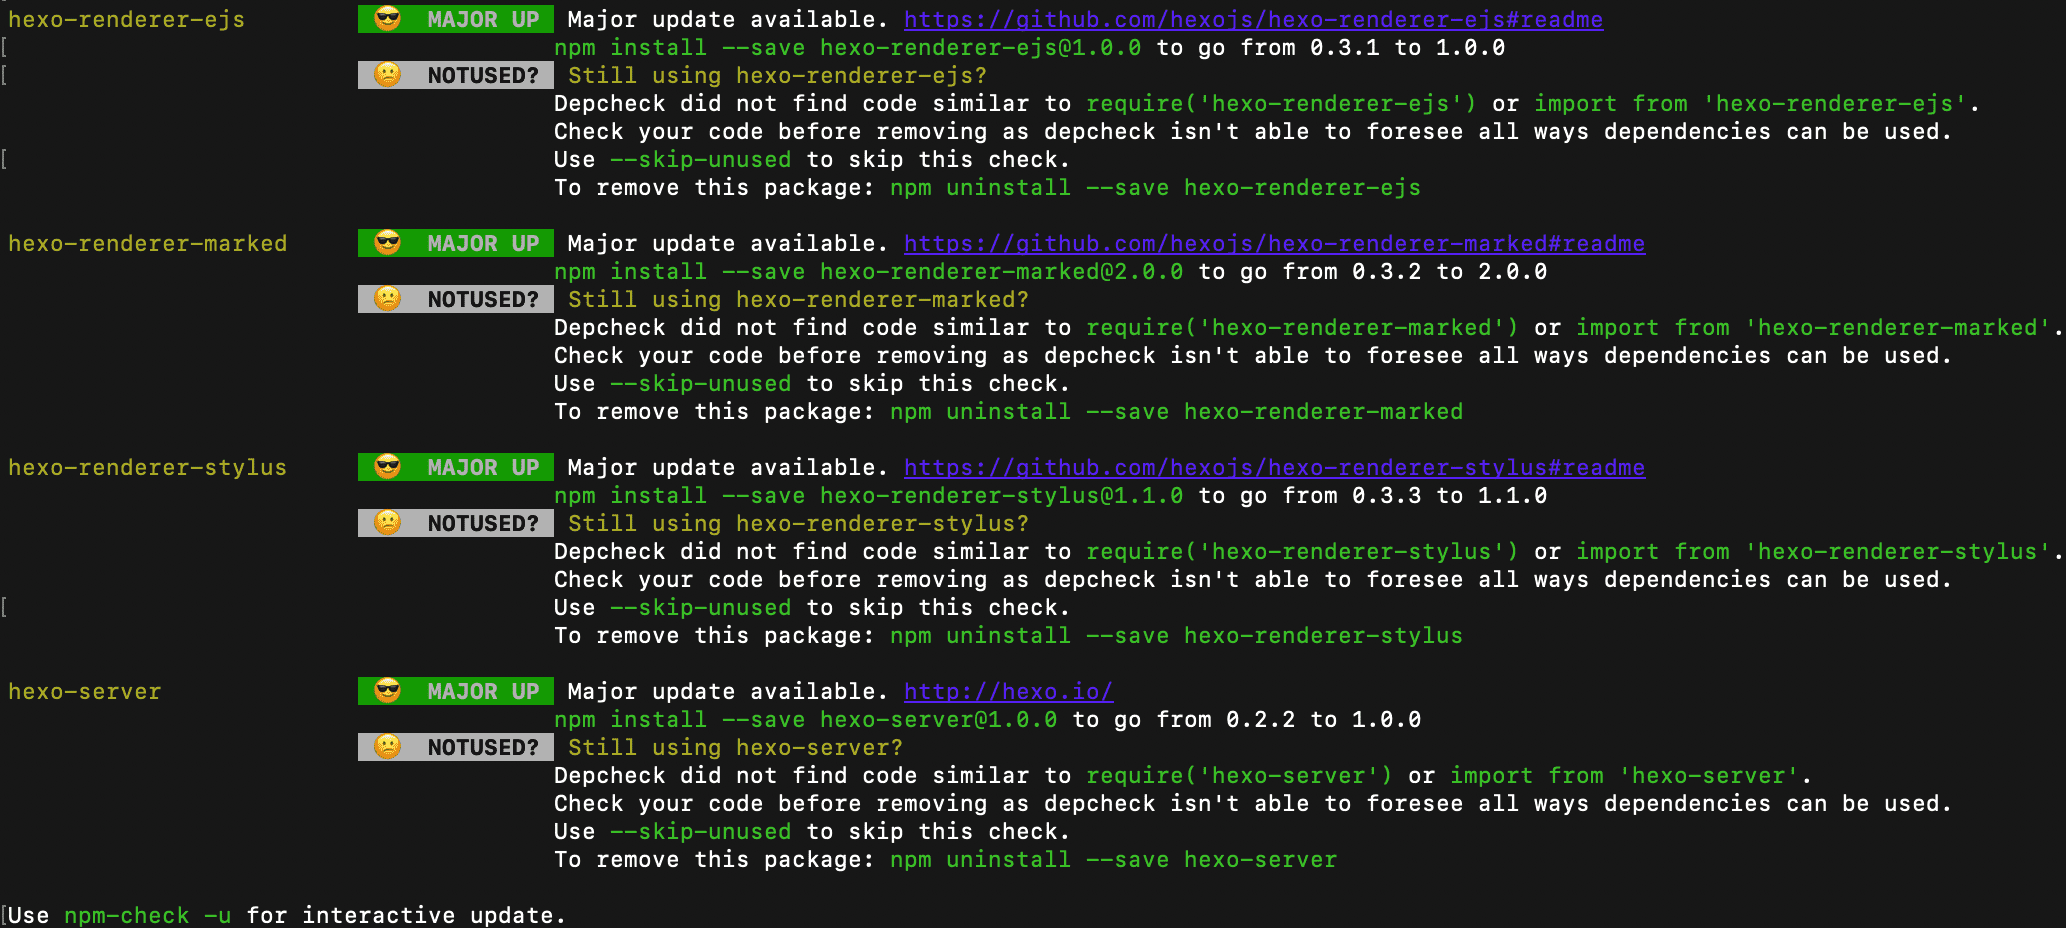 hexo-renderer-ejs 😎 MAJOR UP Major update available. https://github.com/hexojs/hexo-renderer-ejs#readme
[ npm install --save hexo-renderer-ejs@1.0.0 to go from 0.3.1 to 1.0.0
[ 😕 NOTUSED? Still using hexo-renderer-ejs?
Depcheck did not find code similar to require('hexo-renderer-ejs') or import from 'hexo-renderer-ejs'.
Check your code before removing as depcheck isn't able to foresee all ways dependencies can be used.
[ Use --skip-unused to skip this check.
To remove this package: npm uninstall --save hexo-renderer-ejs
hexo-renderer-marked 😎 MAJOR UP Major update available. https://github.com/hexojs/hexo-renderer-marked#readme
npm install --save hexo-renderer-marked@2.0.0 to go from 0.3.2 to 2.0.0
😕 NOTUSED? Still using hexo-renderer-marked?
Depcheck did not find code similar to require('hexo-renderer-marked') or import from 'hexo-renderer-marked'.
Check your code before removing as depcheck isn't able to foresee all ways dependencies can be used.
Use --skip-unused to skip this check.
To remove this package: npm uninstall --save hexo-renderer-marked
hexo-renderer-stylus 😎 MAJOR UP Major update available. https://github.com/hexojs/hexo-renderer-stylus#readme
npm install --save hexo-renderer-stylus@1.1.0 to go from 0.3.3 to 1.1.0
😕 NOTUSED? Still using hexo-renderer-stylus?
Depcheck did not find code similar to require('hexo-renderer-stylus') or import from 'hexo-renderer-stylus'.
Check your code before removing as depcheck isn't able to foresee all ways dependencies can be used.
[ Use --skip-unused to skip this check.
To remove this package: npm uninstall --save hexo-renderer-stylus
hexo-server 😎 MAJOR UP Major update available. http://hexo.io/
npm install --save hexo-server@1.0.0 to go from 0.2.2 to 1.0.0
😕 NOTUSED? Still using hexo-server?
Depcheck did not find code similar to require('hexo-server') or import from 'hexo-server'.
Check your code before removing as depcheck isn't able to foresee all ways dependencies can be used.
Use --skip-unused to skip this check.
To remove this package: npm uninstall --save hexo-server
[Use npm-check -u for interactive update.